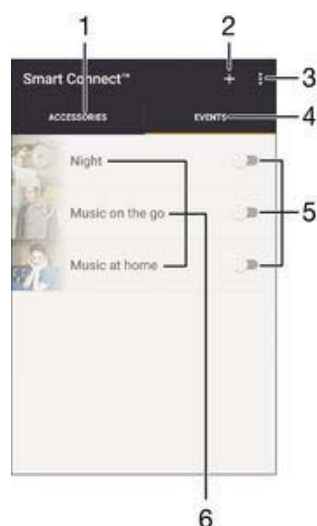 1
2
Smart Connect™
3
ACCESSORIES
EVENTS
4
Night
Music on the go
5
Music at home
6